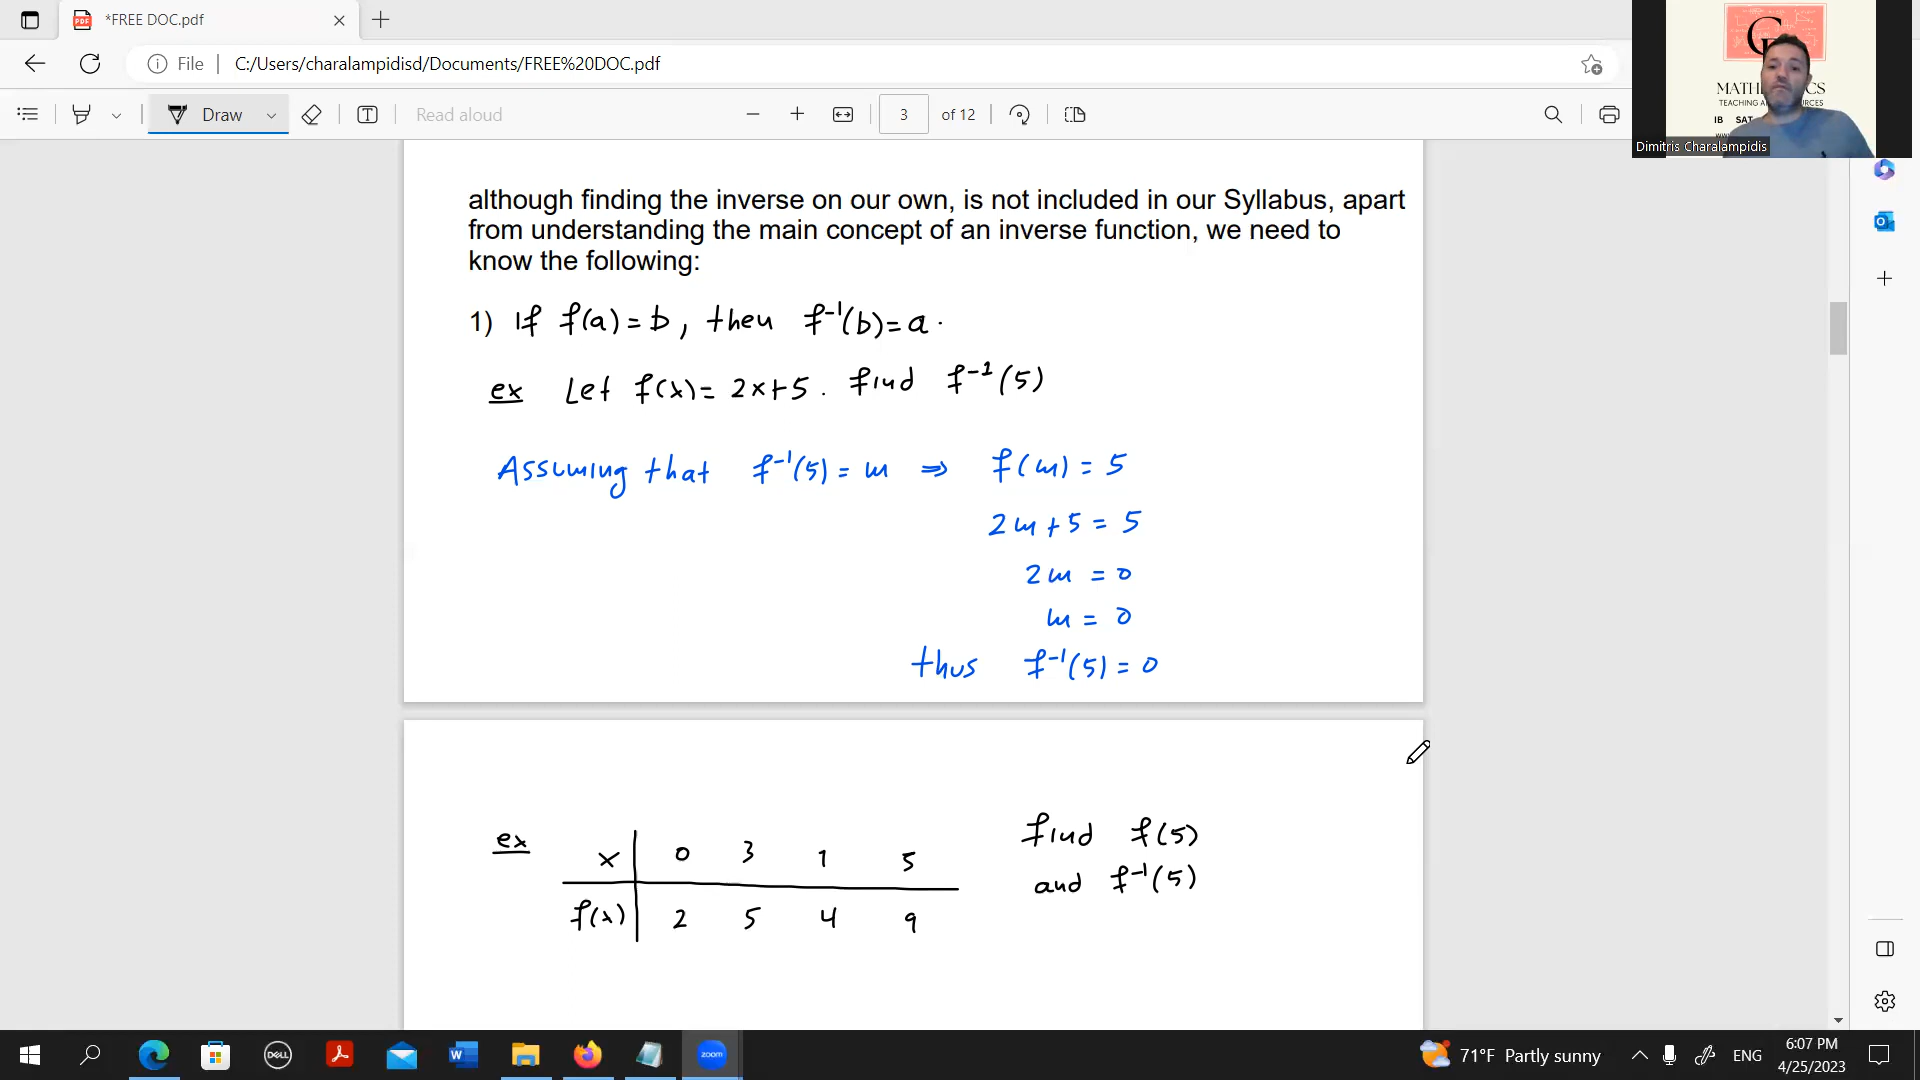 *FREE DOC.pdf
File
C:/Users/charalampidisd/Documents/FREE%20DOC.pdf
Draw
Read aloud
3 of 12
MATHEMATICS
IB SAT
Dimitris Charalampidis
although finding the inverse on our own, is not included in our Syllabus, apart
from understanding the main concept of an inverse function, we need to
know the following:
1) If f(a)=b, then f⁻¹(b)=a.
ex Let f(x)=2x+5. find f⁻¹(5)
Assuming that f⁻¹(5)=m ⇒ f(m)=5
2m+5=5
2m=0
m=0
thus f⁻¹(5)=0
ex
x 0 3 1 5
f(x) 2 5 4 9
find f(5)
and f⁻¹(5)
DELL
zoom
71°F Partly sunny
ENG
6:07 PM
4/25/2023